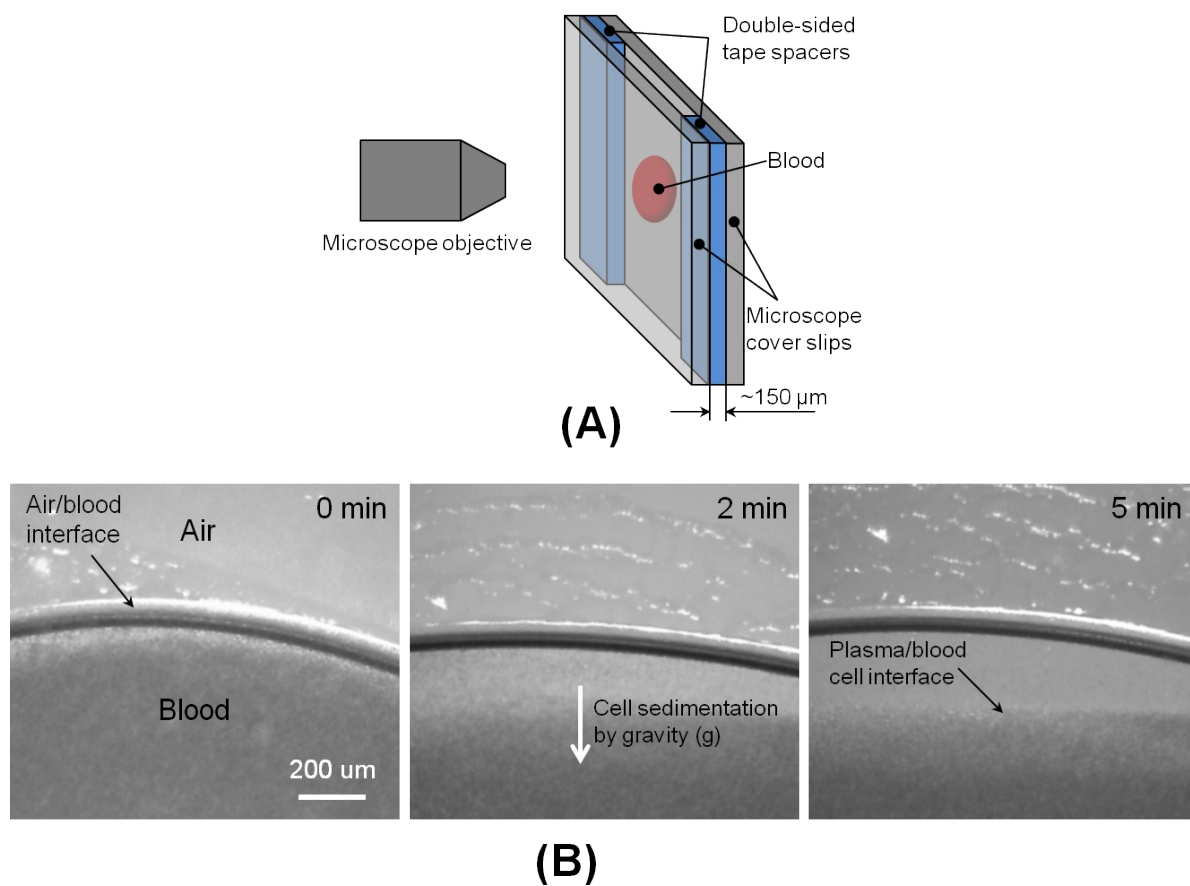 Double-sided
tape spacers
Blood
Microscope objective
Microscope
cover slips
~150 µm
(A)
Air/blood
interface
Air
0 min
Blood
200 um
2 min
Cell sedimentation
by gravity (g)
5 min
Plasma/blood
cell interface
(B)